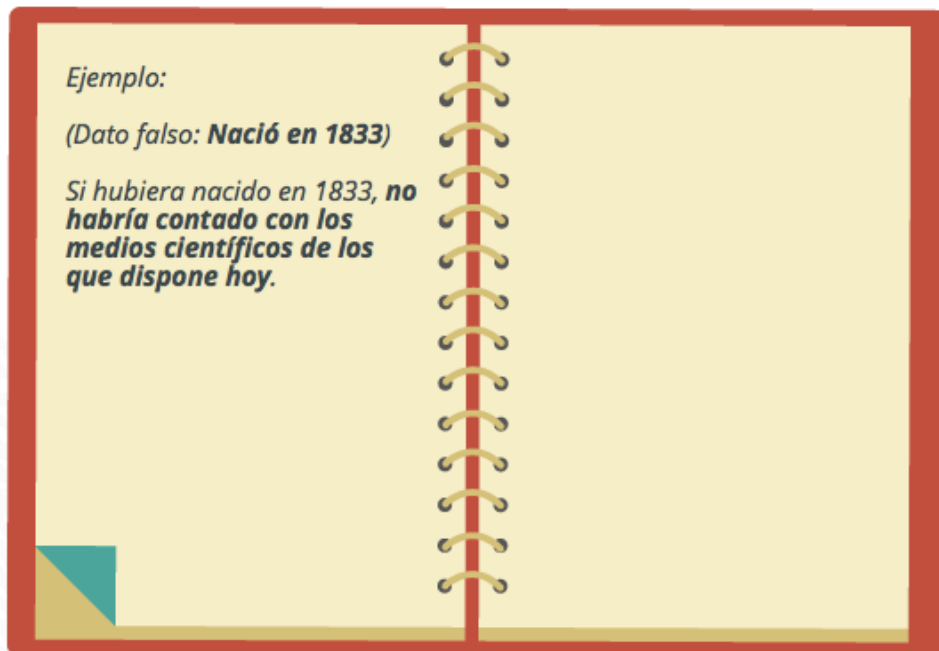 Ejemplo:
(Dato falso: Nació en 1833)
Si hubiera nacido en 1833, no
habría contado con los
medios científicos de los
que dispone hoy.